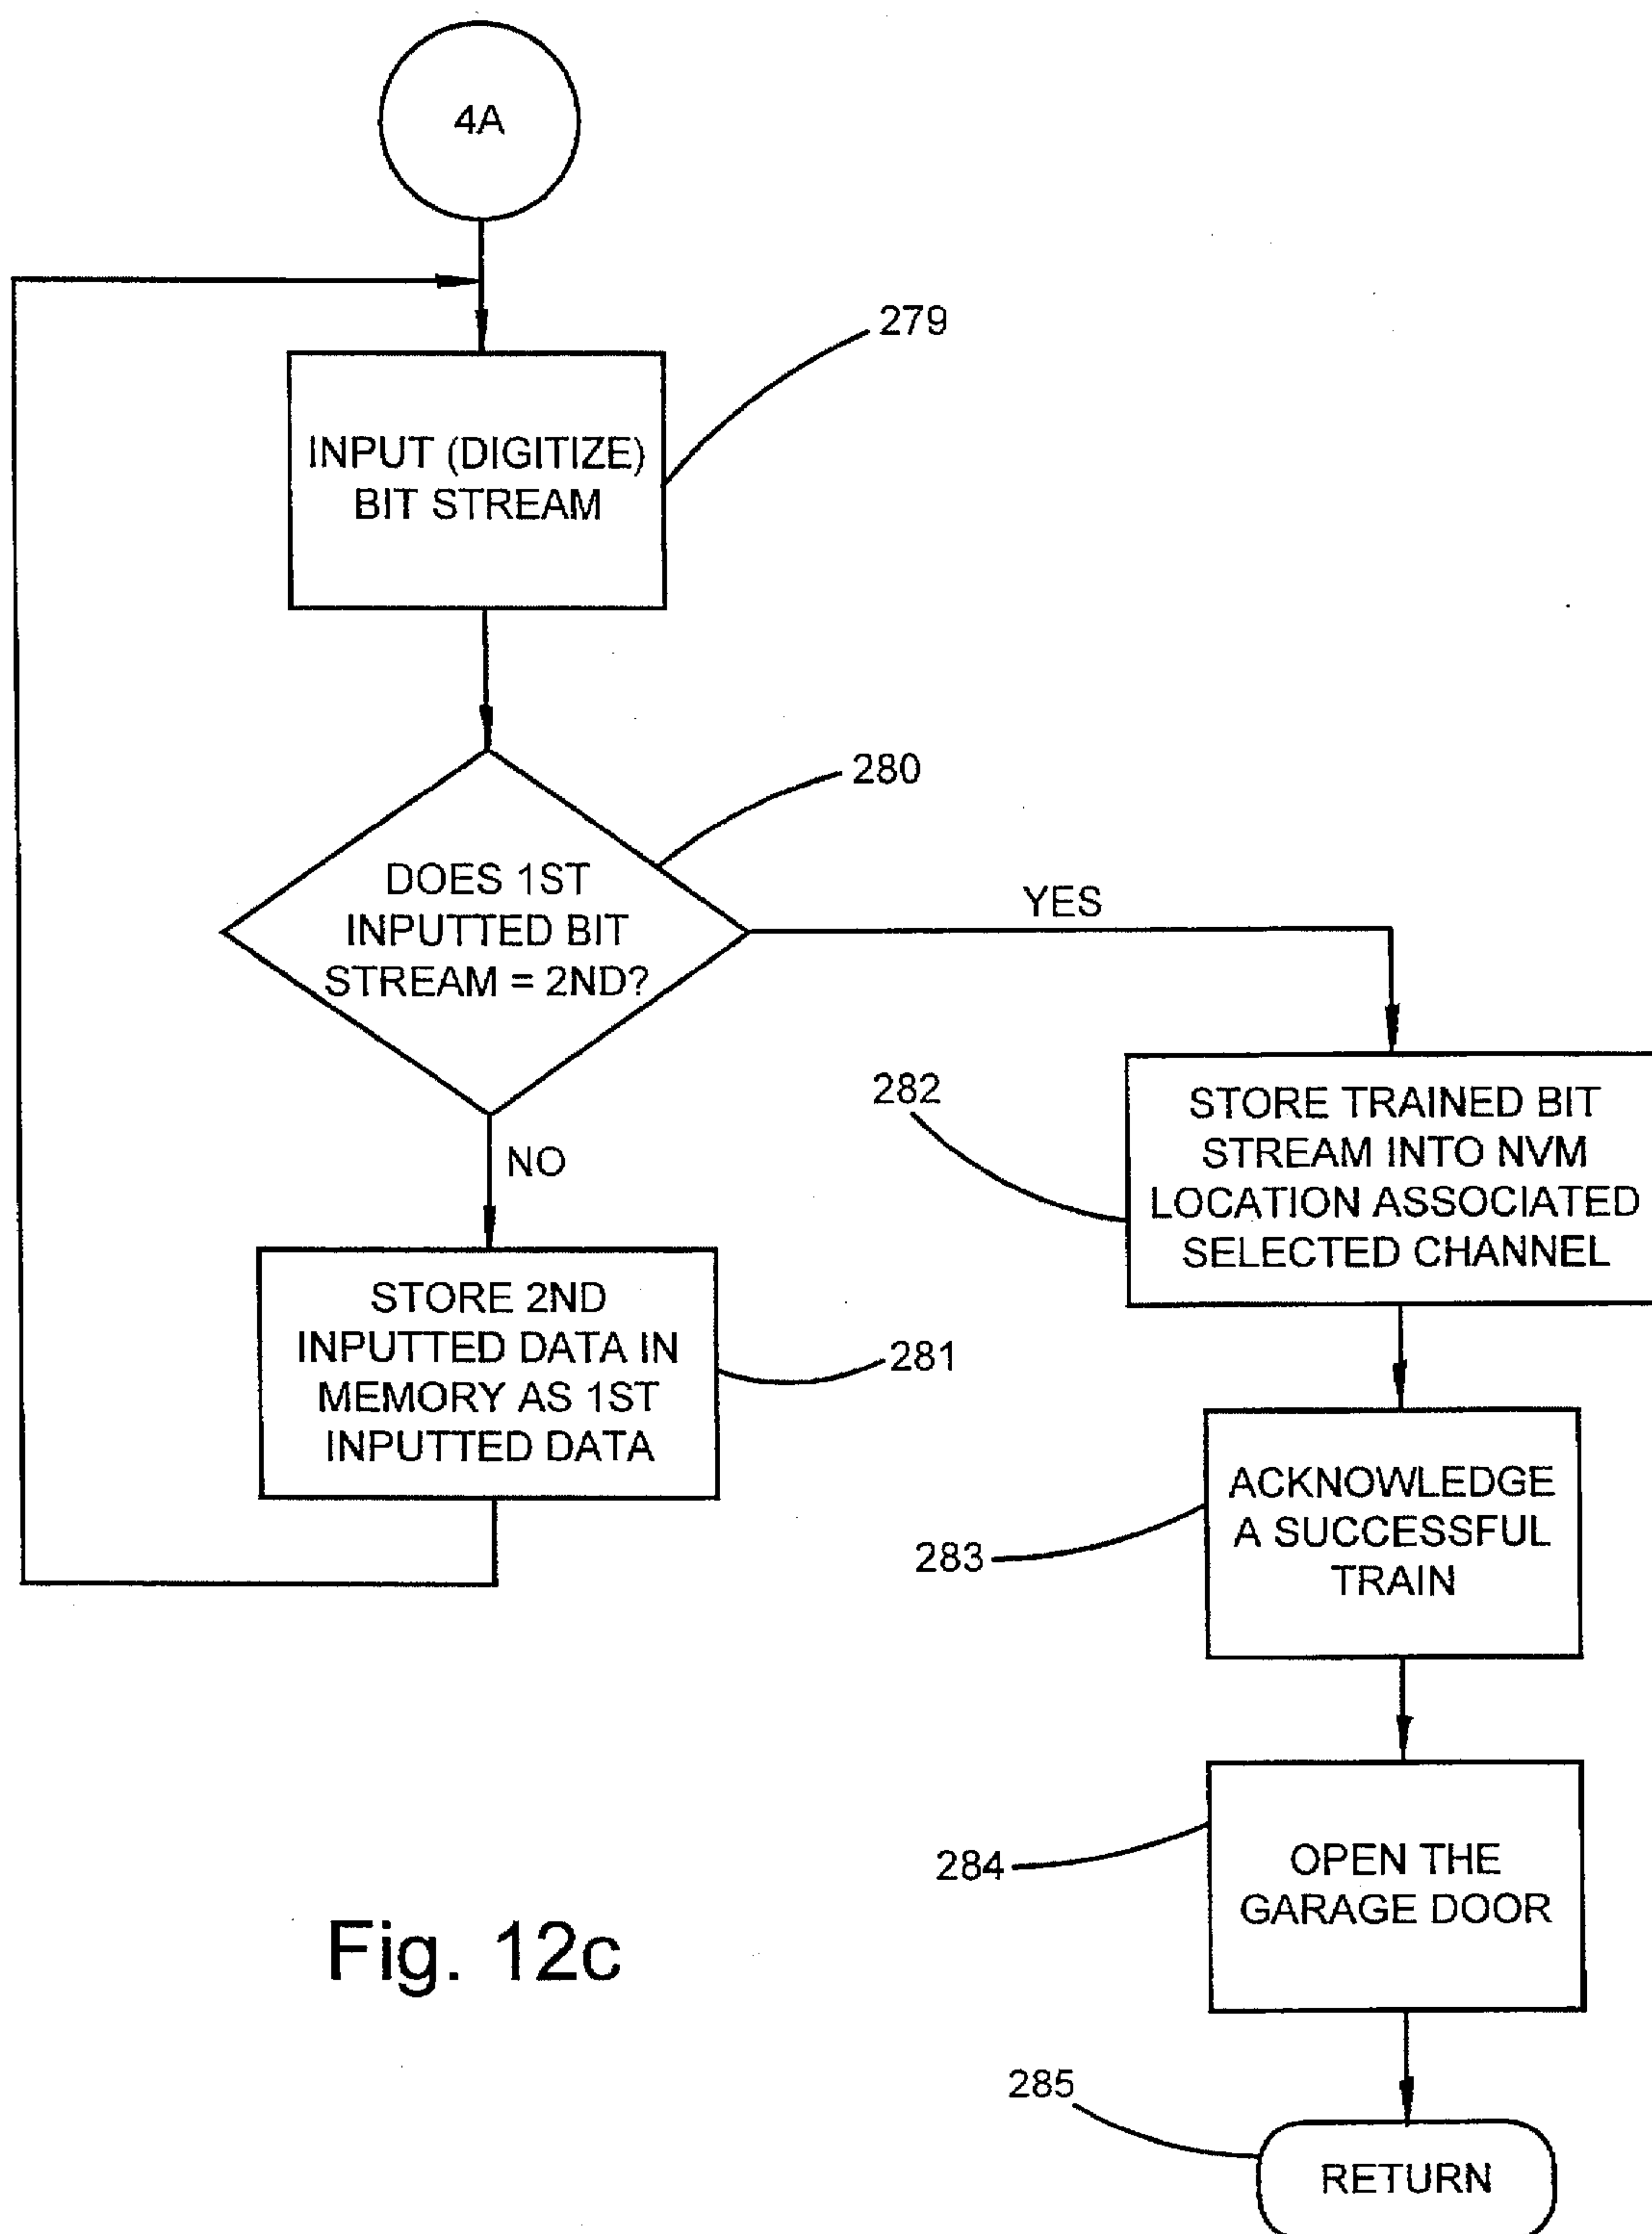 4A
279
INPUT (DIGITIZE)
BIT STREAM
280
DOES 1ST
INPUTTED BIT
STREAM = 2ND?
YES
NO
282
STORE TRAINED BIT
STREAM INTO NVM
LOCATION ASSOCIATED
SELECTED CHANNEL
STORE 2ND
INPUTTED DATA IN
MEMORY AS 1ST
INPUTTED DATA
281
283
ACKNOWLEDGE
A SUCCESSFUL
TRAIN
284
OPEN THE
GARAGE DOOR
Fig. 12c
285
RETURN